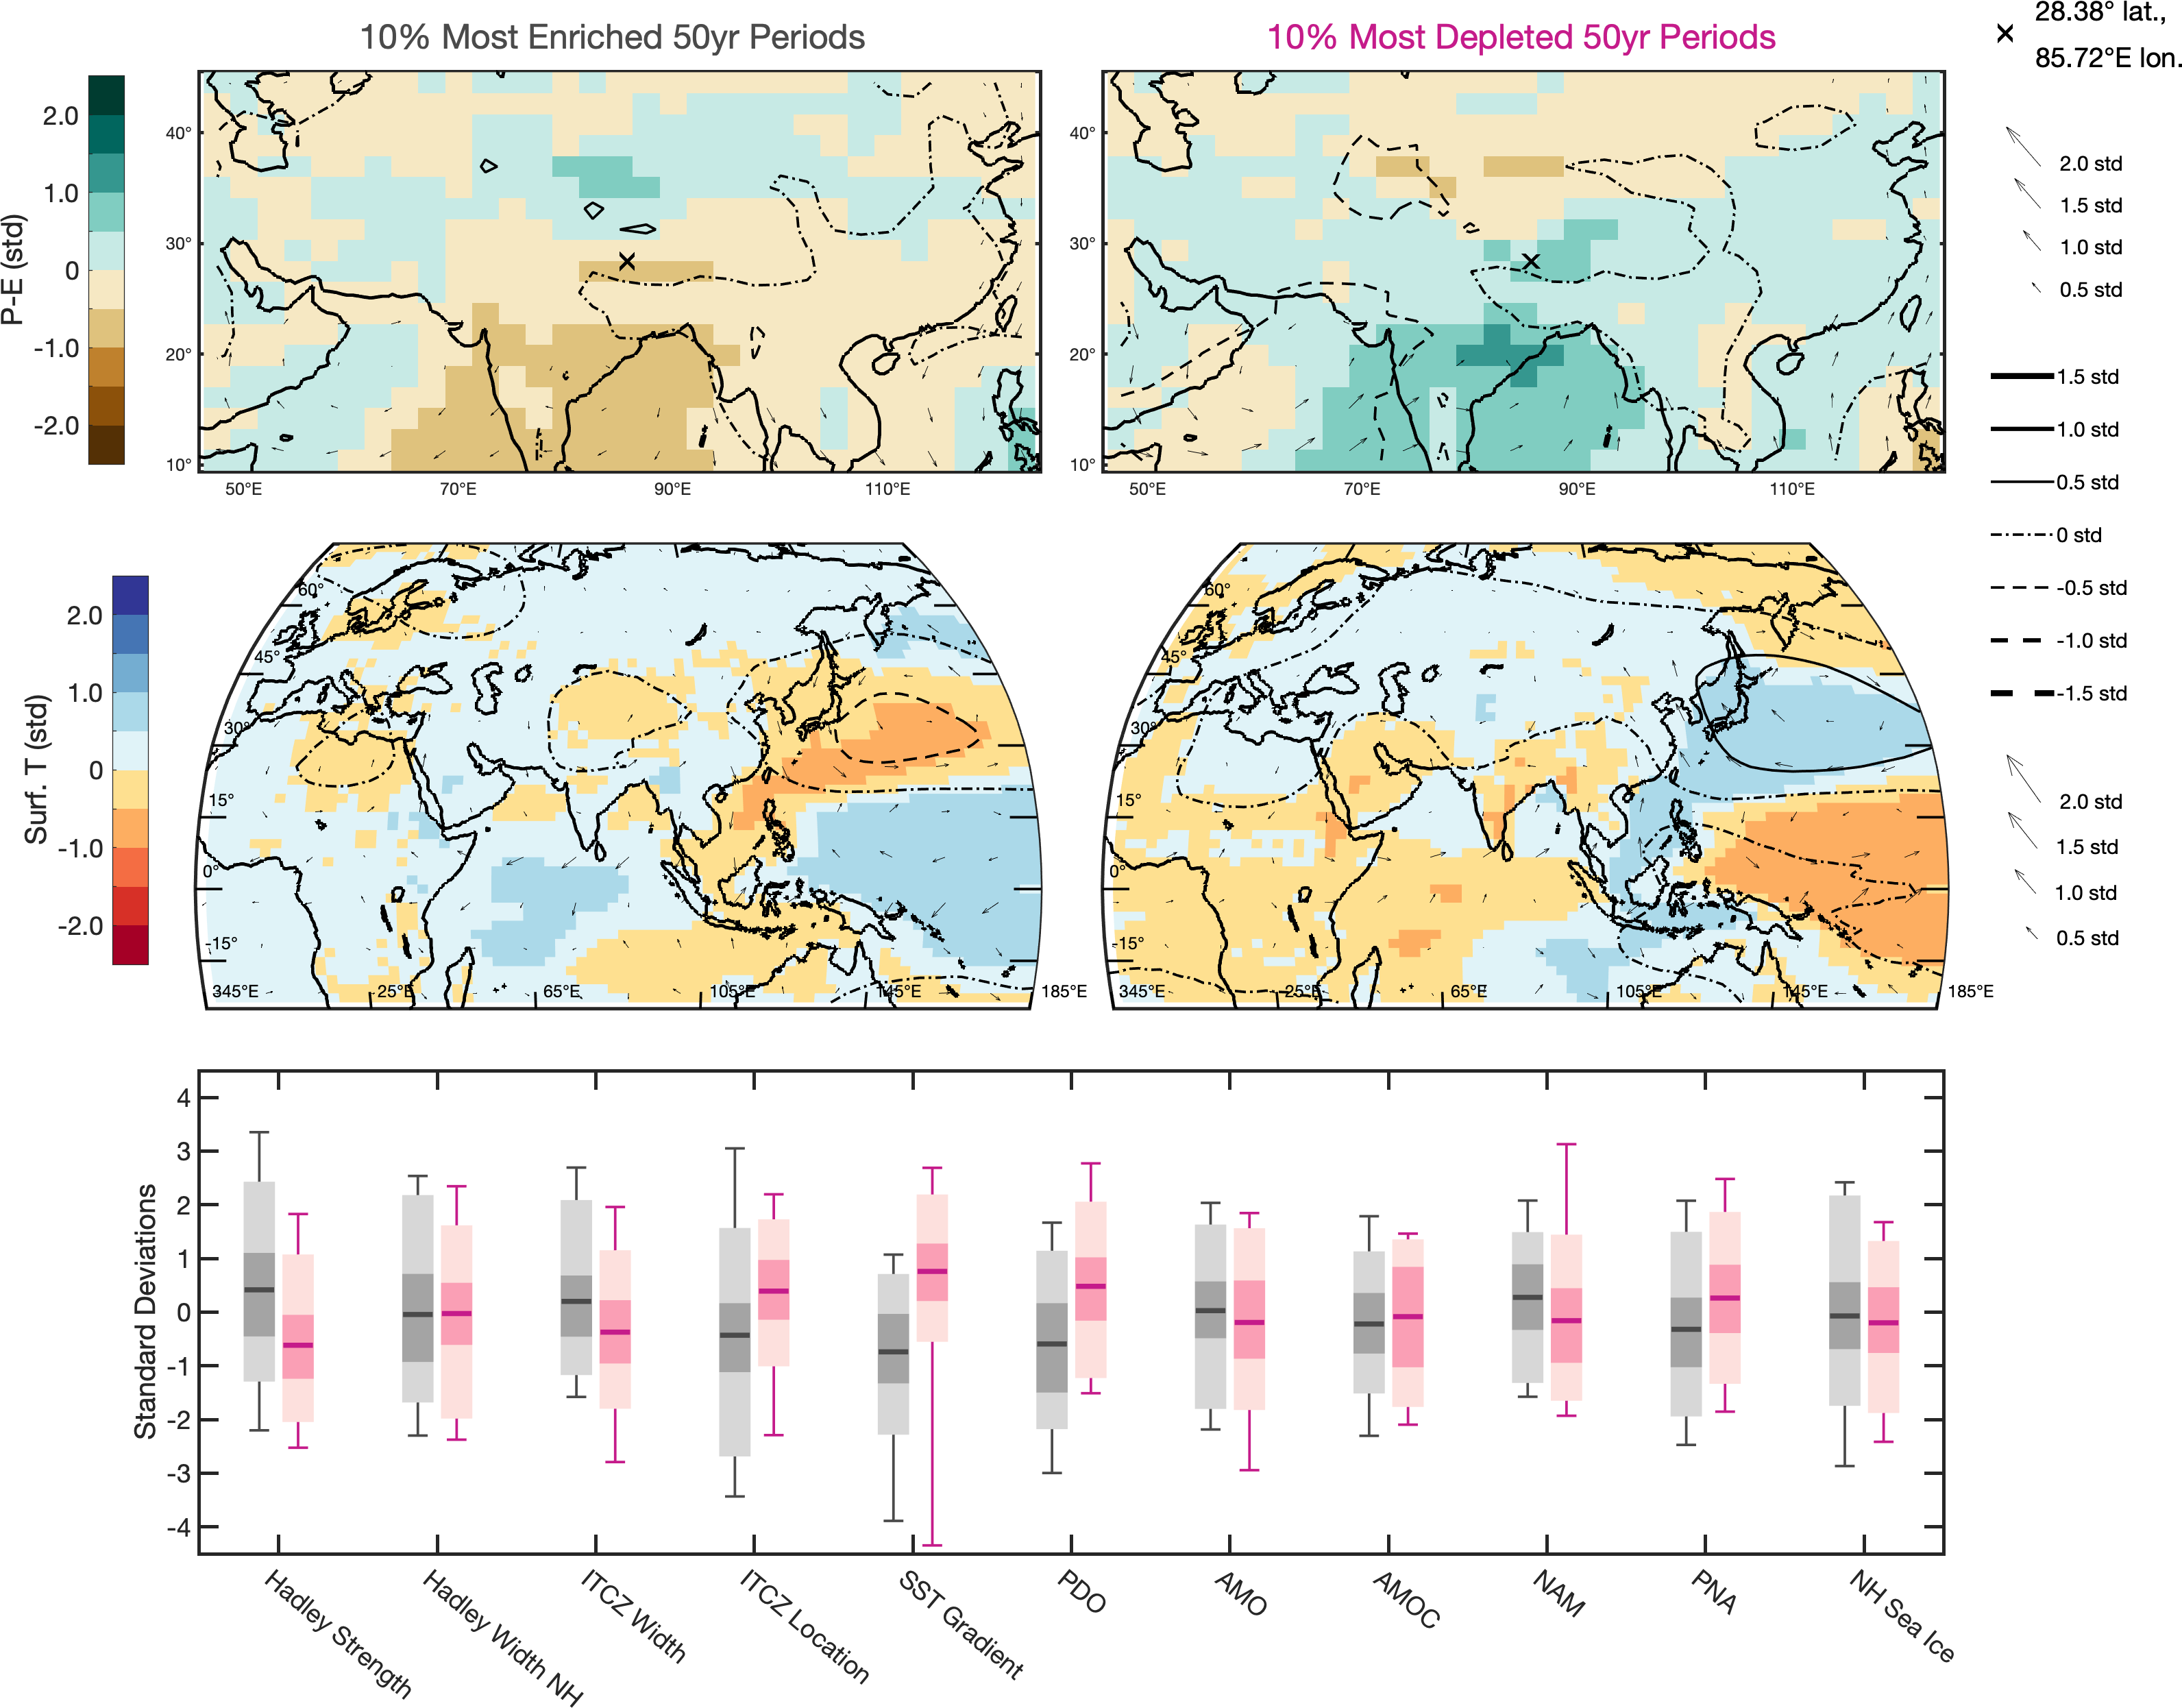 10% Most Enriched 50yr Periods
10% Most Depleted 50yr Periods
28.38° lat.,
85.72°E lon.
P-E (std)
2.0
1.0
0
-1.0
-2.0
40°
30°
20°
10°
50°E
70°E
90°E
110°E
40°
30°
20°
10°
50°E
70°E
90°E
110°E
2.0 std
1.5 std
1.0 std
0.5 std
1.5 std
1.0 std
0.5 std
0 std
-0.5 std
-1.0 std
-1.5 std
Surf. T (std)
2.0
1.0
0
-1.0
-2.0
60°
45°
30°
15°
0°
-15°
345°E
25°E
65°E
105°E
145°E
185°E
60°
45°
30°
15°
0°
-15°
345°E
25°E
65°E
105°E
145°E
185°E
2.0 std
1.5 std
1.0 std
0.5 std
Standard Deviations
4
3
2
1
0
-1
-2
-3
-4
Hadley Strength
Hadley Width NH
ITCZ Width
ITCZ Location
SST Gradient
PDO
AMO
AMOC
NAM
PNA
NH Sea Ice